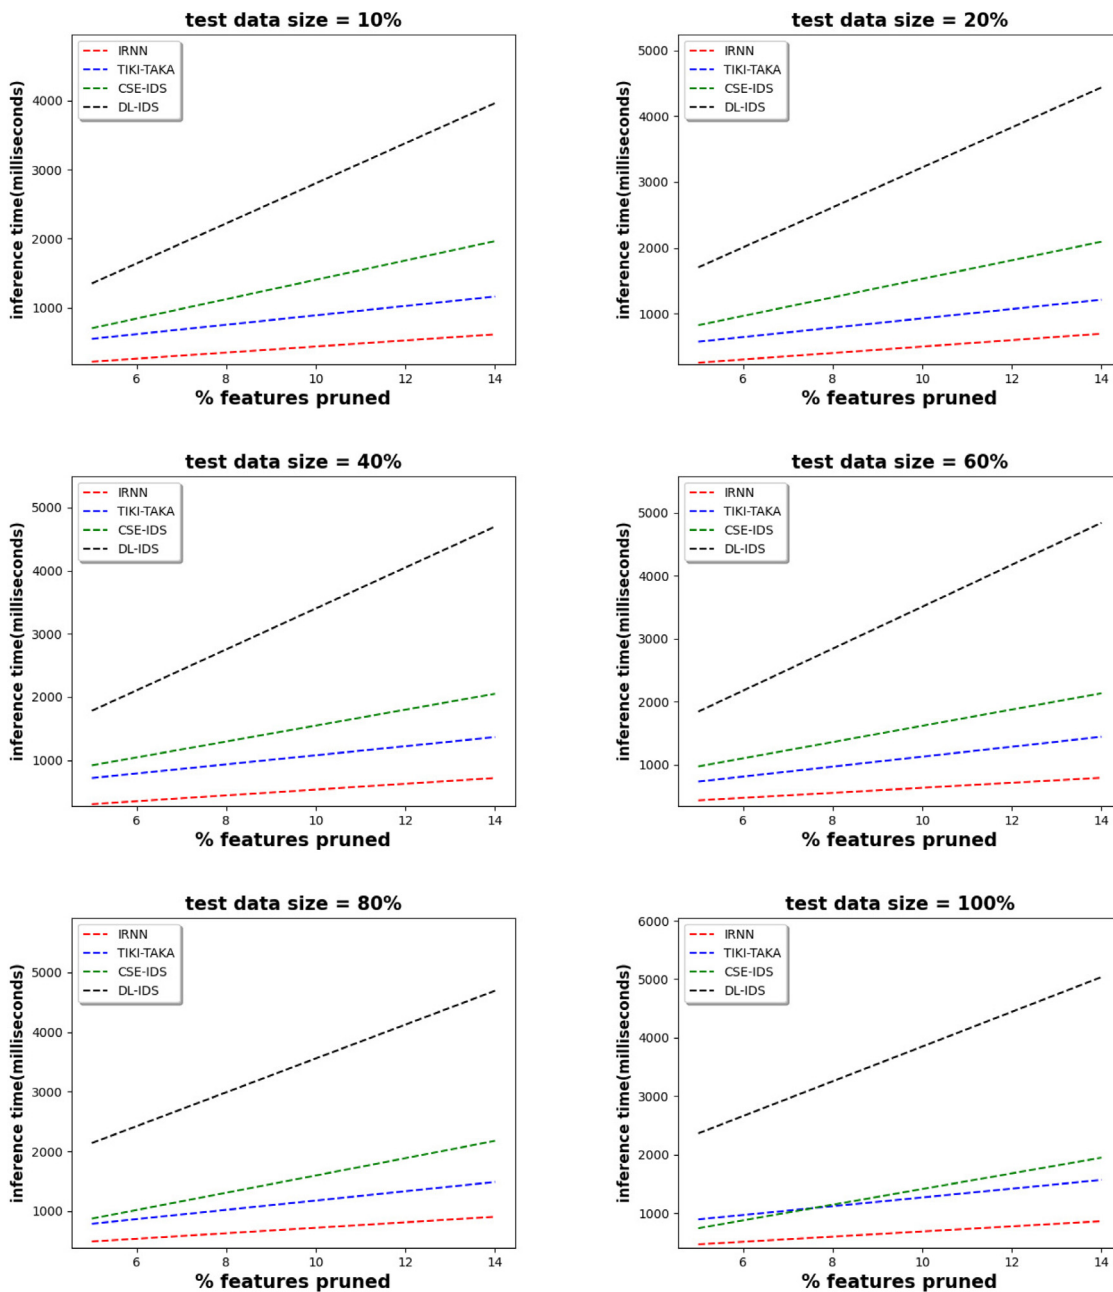 test data size = 10%
inference time(milliseconds)
4000
3000
2000
1000
IRNN
TIKI-TAKA
CSE-IDS
DL-IDS
6 8 10 12 14
% features pruned
test data size = 20%
inference time(milliseconds)
5000
4000
3000
2000
1000
IRNN
TIKI-TAKA
CSE-IDS
DL-IDS
6 8 10 12 14
% features pruned
test data size = 40%
inference time(milliseconds)
5000
4000
3000
2000
1000
IRNN
TIKI-TAKA
CSE-IDS
DL-IDS
6 8 10 12 14
% features pruned
test data size = 60%
inference time(milliseconds)
5000
4000
3000
2000
1000
IRNN
TIKI-TAKA
CSE-IDS
DL-IDS
6 8 10 12 14
% features pruned
test data size = 80%
inference time(milliseconds)
5000
4000
3000
2000
1000
IRNN
TIKI-TAKA
CSE-IDS
DL-IDS
6 8 10 12 14
% features pruned
test data size = 100%
inference time(milliseconds)
6000
5000
4000
3000
2000
1000
IRNN
TIKI-TAKA
CSE-IDS
DL-IDS
6 8 10 12 14
% features pruned